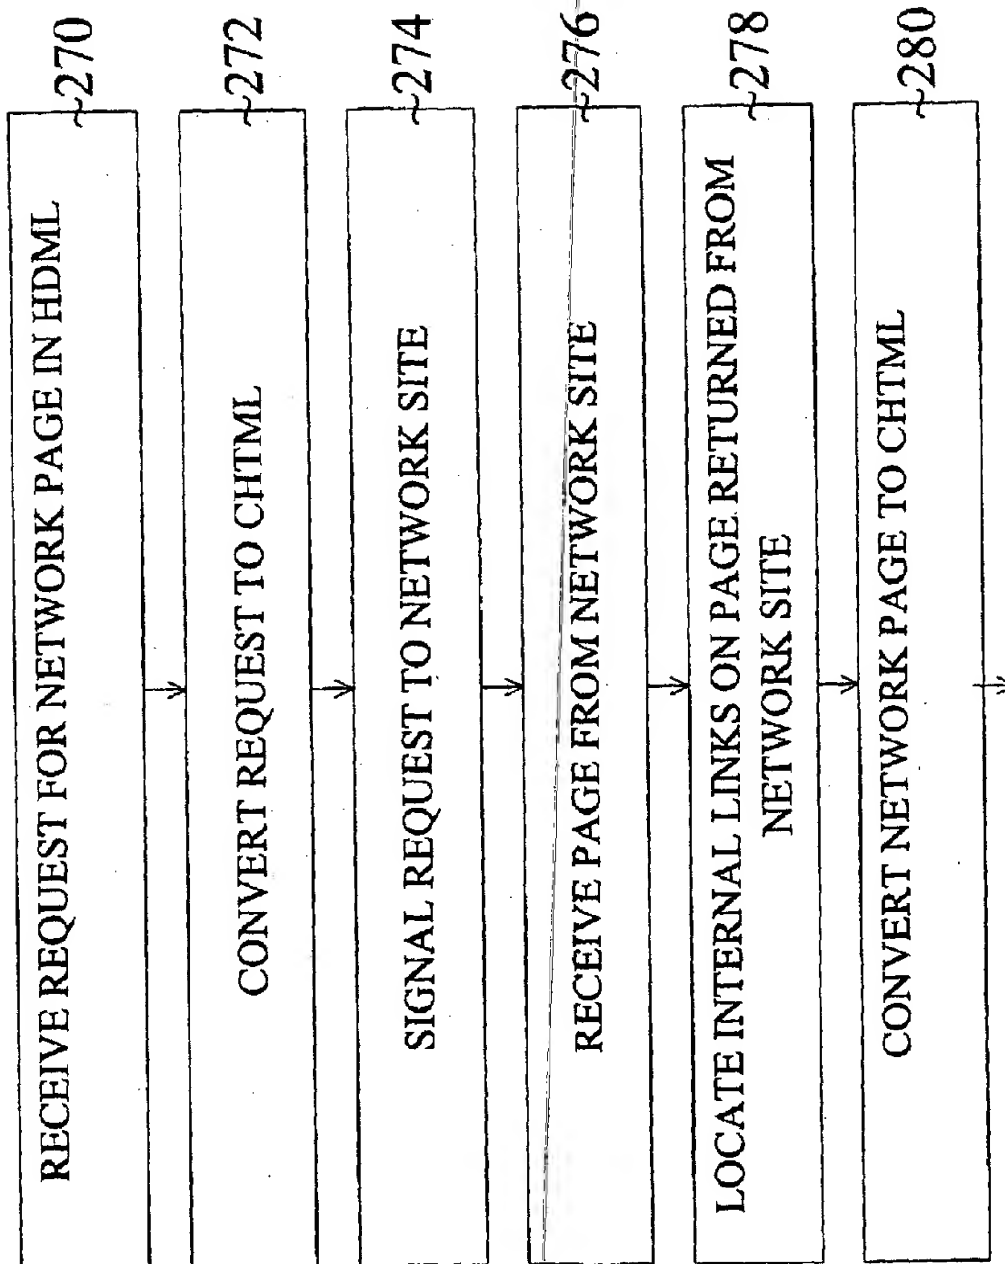 RECEIVE REQUEST FOR NETWORK PAGE IN HDML
~270
CONVERT REQUEST TO CHTML
~272
SIGNAL REQUEST TO NETWORK SITE
~274
RECEIVE PAGE FROM NETWORK SITE
~276
LOCATE INTERNAL LINKS ON PAGE RETURNED FROM
NETWORK SITE
~278
CONVERT NETWORK PAGE TO CHTML
~280